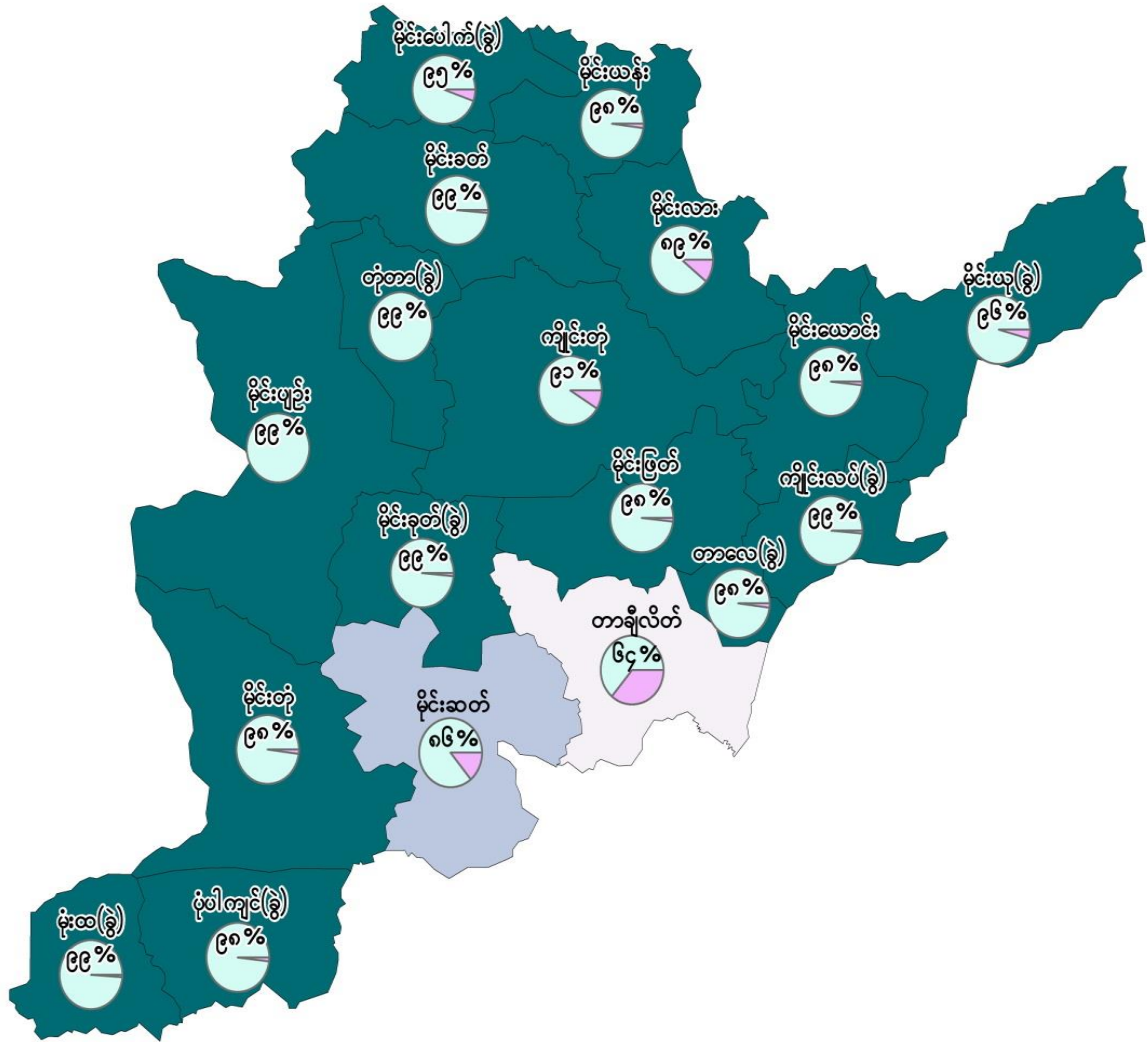 မိုင်းပေါက်(ခွဲ)
၉၅%
မိုင်းယန်း
၉၈%
မိုင်းခတ်
၉၉%
မိုင်းလား
၈၉%
တုံတာ(ခွဲ)
၉၉%
မိုင်းယု(ခွဲ)
၉၆%
ကျိုင်းတုံ
၉၁%
မိုင်းယောင်း
၉၈%
မိုင်းပျဉ်း
၉၉%
မိုင်းဖြတ်
၉၈%
ကျိုင်းလပ်(ခွဲ)
၉၉%
မိုင်းခုတ်(ခွဲ)
၉၉%
တာလေ(ခွဲ)
၉၈%
တာချီလိတ်
၆၄%
မိုင်းတုံ
၉၈%
မိုင်းဆတ်
၈၆%
မုံးထ(ခွဲ)
၉၉%
ပုံပါကျင်(ခွဲ)
၉၈%